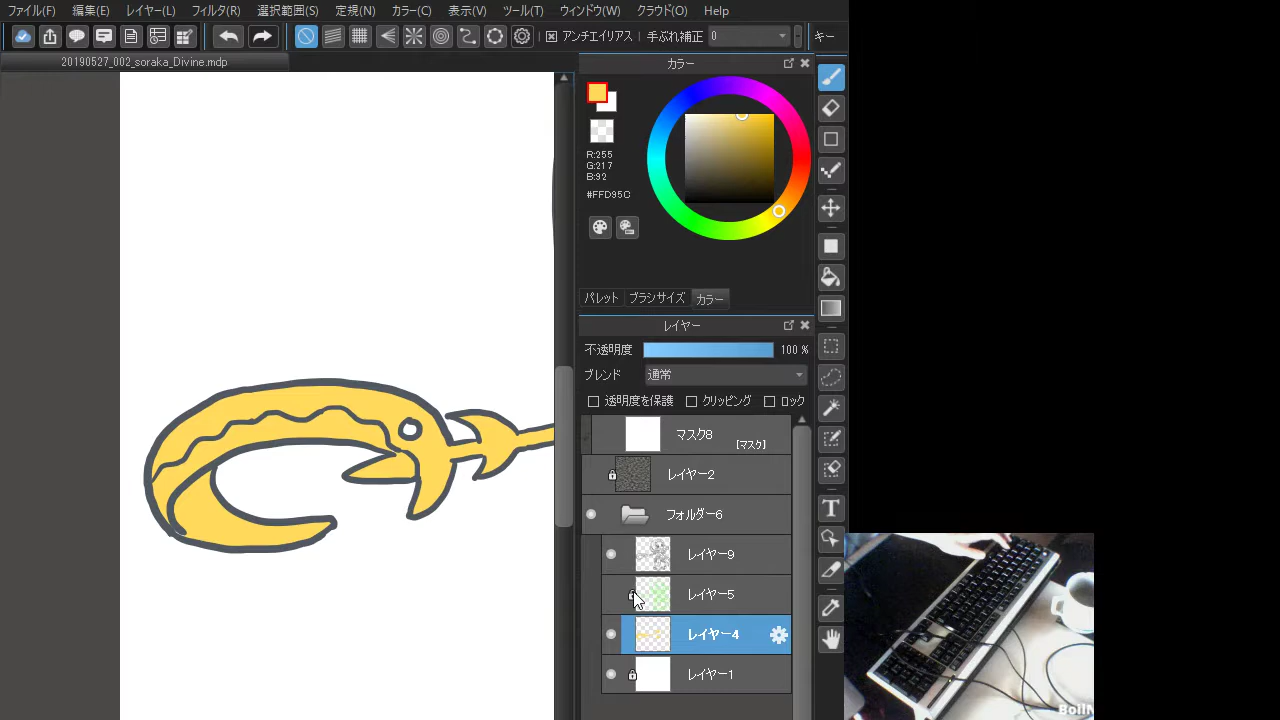 ファイル(F) 編集(E) レイヤー(L) フィルタ(R) 選択範囲(S) 定規(N) カラー(C) 表示(V) ツール(T) ウィンドウ(W) クラウド(O) Help
アンチエイリアス 手ぶれ補正 0 キー
20190527_002_soraka_Divine.mdp
カラー
R:255
G:217
B:92
#FFD95C
パレット ブラシサイズ カラー
レイヤー
不透明度 100 %
ブレンド 通常
透明度を保護 クリッピング ロック
マスク8
[マスク]
レイヤー2
フォルダー6
レイヤー9
レイヤー5
レイヤー4
レイヤー1
T